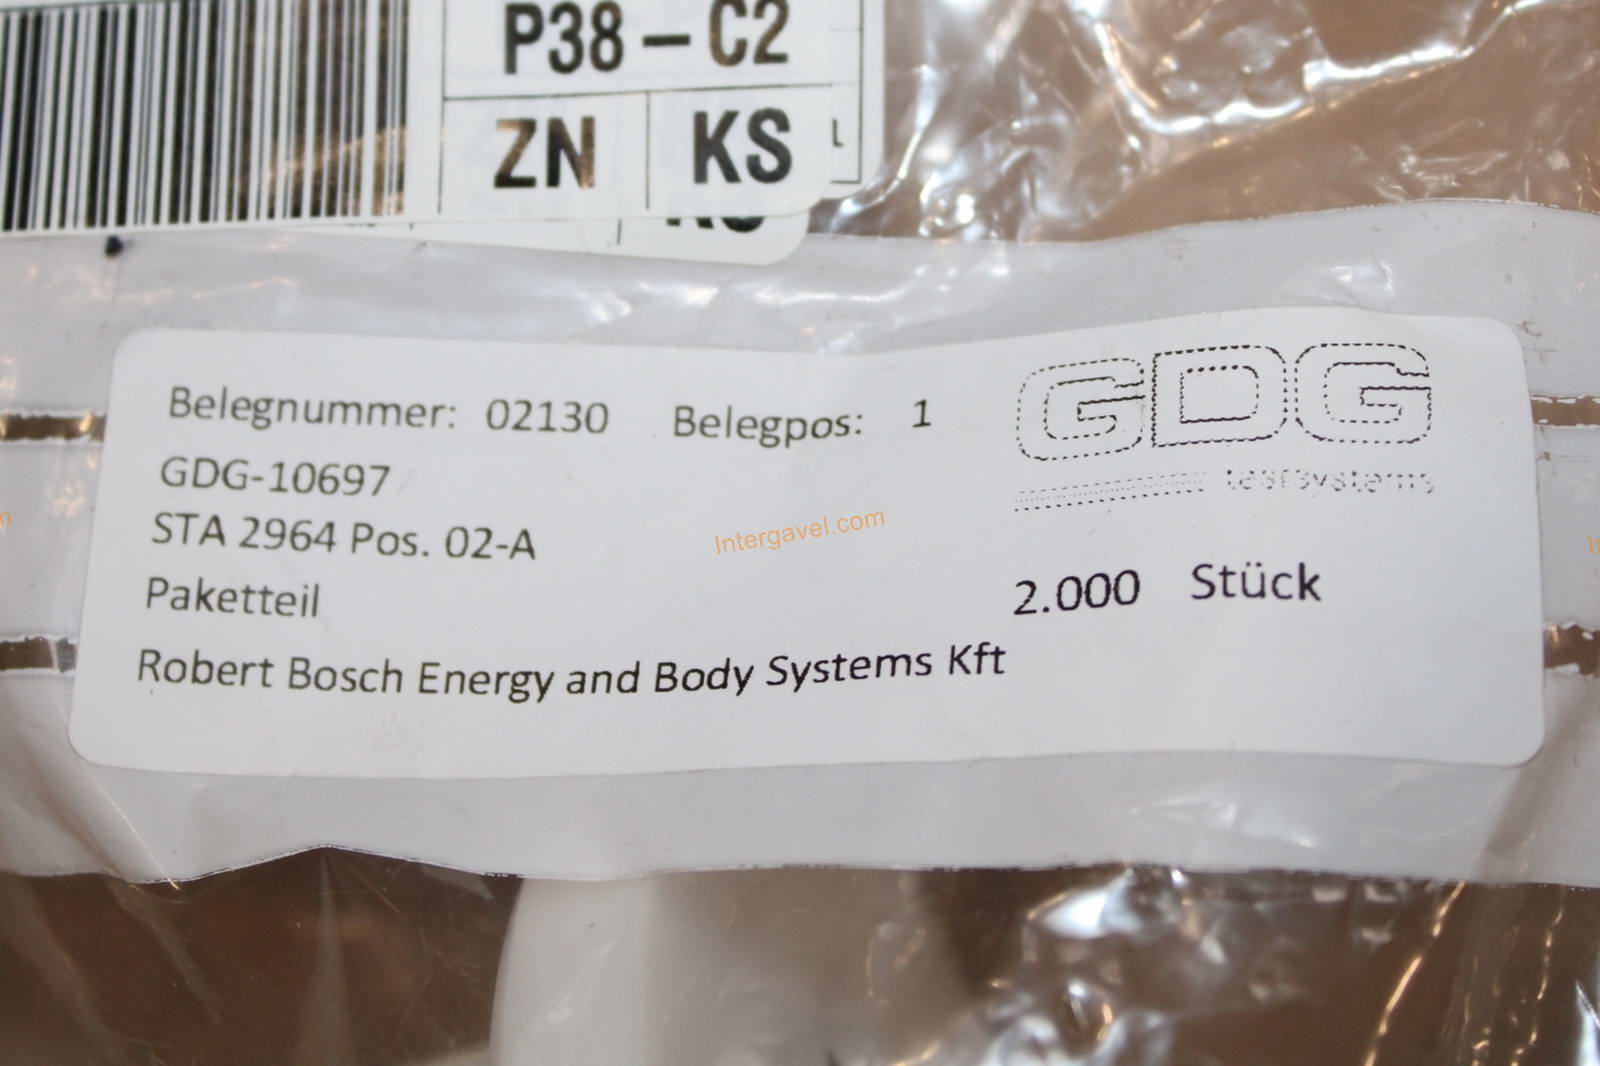 P38 – C2
ZN KS
KS
Belegnummer: 02130 Belegpos: 1
GDG
testsystems
GDG-10697
STA 2964 Pos. 02-A
Intergavel.com
Paketteil
2.000 Stück
Robert Bosch Energy and Body Systems Kft